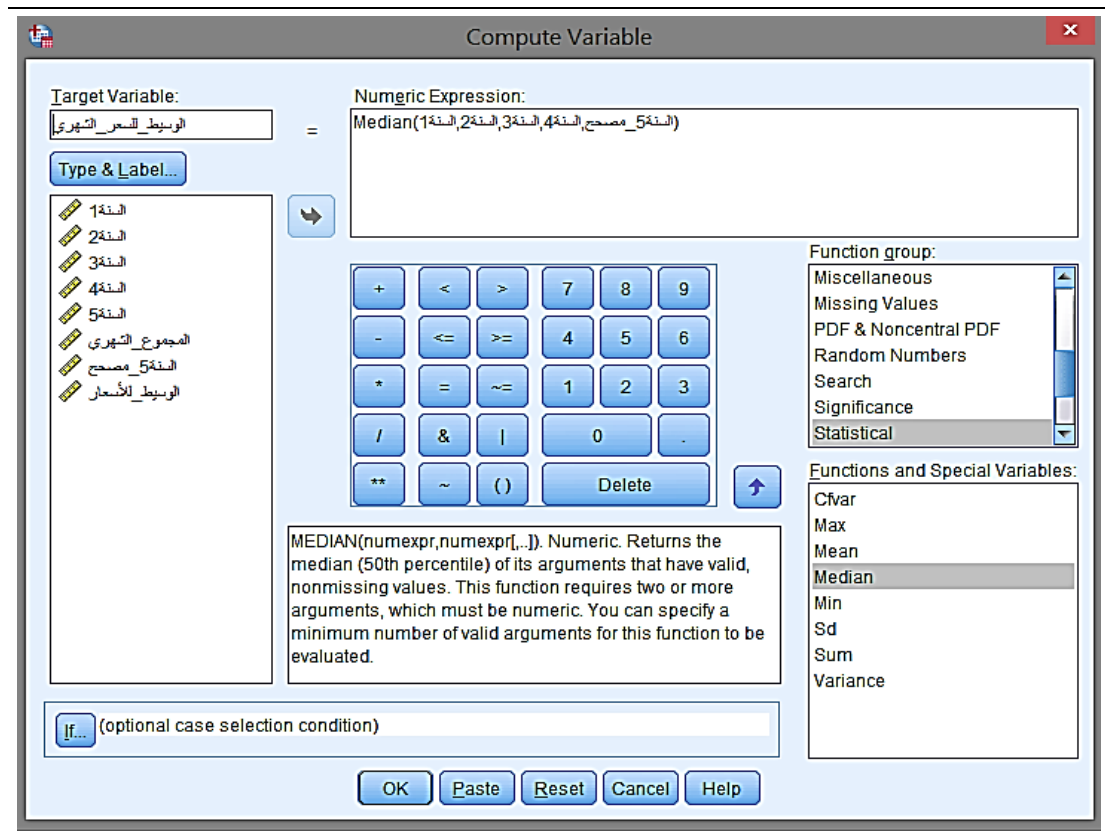 Compute Variable
Target Variable:
الوسيط_للسعر_الشهري
=
Numeric Expression:
Median(السنة1,السنة2,السنة3,السنة4,السنة5_مصحح)
Type & Label...
السنة1
السنة2
السنة3
السنة4
السنة5
المجموع_الشهري
السنة5_مصحح
الوسيط_للأسعار
+ < > 7 8 9
- <= >= 4 5 6
* = ~= 1 2 3
/ & | 0 .
** ~ ( ) Delete
Function group:
Miscellaneous
Missing Values
PDF & Noncentral PDF
Random Numbers
Search
Significance
Statistical
Functions and Special Variables:
Cfvar
Max
Mean
Median
Min
Sd
Sum
Variance
MEDIAN(numexpr,numexpr[,..]). Numeric. Returns the
median (50th percentile) of its arguments that have valid,
nonmissing values. This function requires two or more
arguments, which must be numeric. You can specify a
minimum number of valid arguments for this function to be
evaluated.
If... (optional case selection condition)
OK Paste Reset Cancel Help